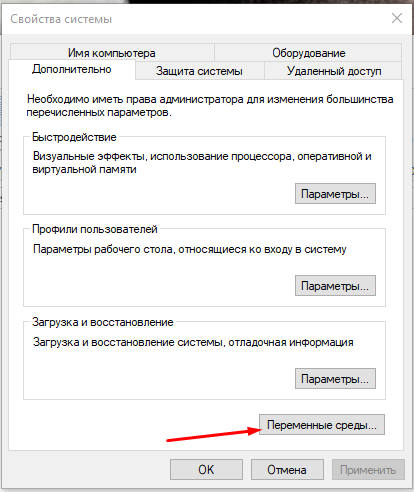 Свойства системы
Имя компьютера
Оборудование
Дополнительно
Защита системы
Удаленный доступ
Необходимо иметь права администратора для изменения большинства
перечисленных параметров.
Быстродействие
Визуальные эффекты, использование процессора, оперативной и
виртуальной памяти
Параметры...
Профили пользователей
Параметры рабочего стола, относящиеся ко входу в систему
Параметры...
Загрузка и восстановление
Загрузка и восстановление системы, отладочная информация
Параметры...
Переменные среды...
ОК
Отмена
Применить